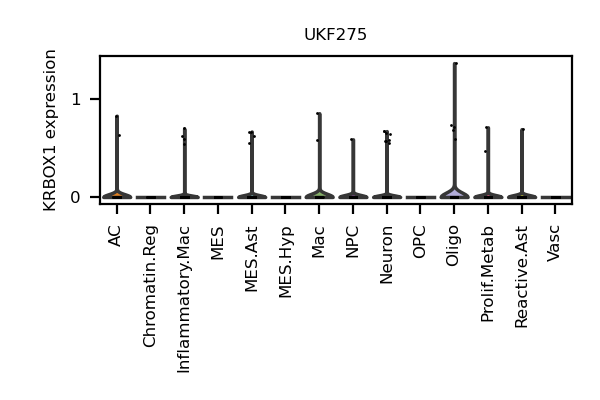 UKF275
KRBOX1 expression
1
0
AC
Chromatin.Reg
Inflammatory.Mac
MES
MES.Ast
MES.Hyp
Mac
NPC
Neuron
OPC
Oligo
Prolif.Metab
Reactive.Ast
Vasc